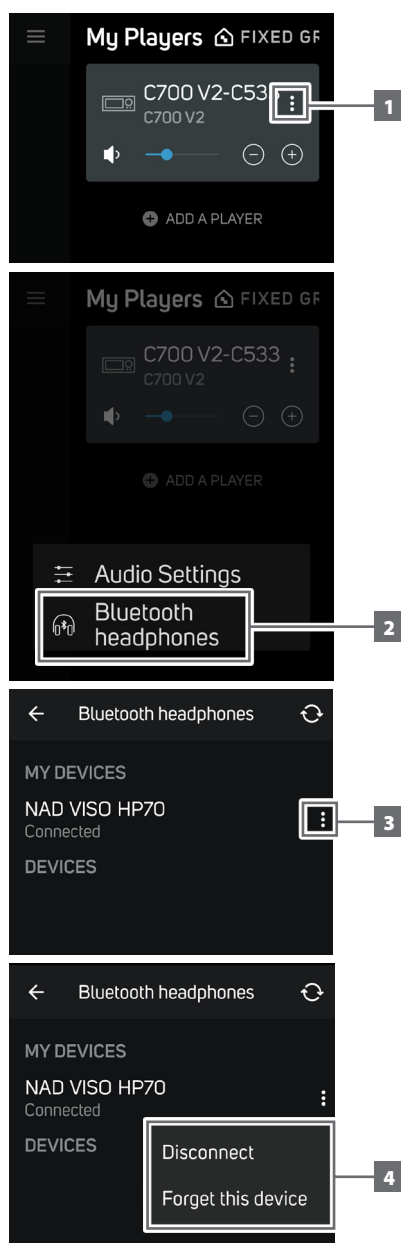 My Players FIXED GR
C700 V2-C53
C700 V2
ADD A PLAYER
1
My Players FIXED GR
C700 V2-C533
C700 V2
ADD A PLAYER
Audio Settings
Bluetooth
headphones
2
Bluetooth headphones
MY DEVICES
NAD VISO HP70
Connected
3
DEVICES
Bluetooth headphones
MY DEVICES
NAD VISO HP70
Connected
DEVICES
Disconnect
Forget this device
4